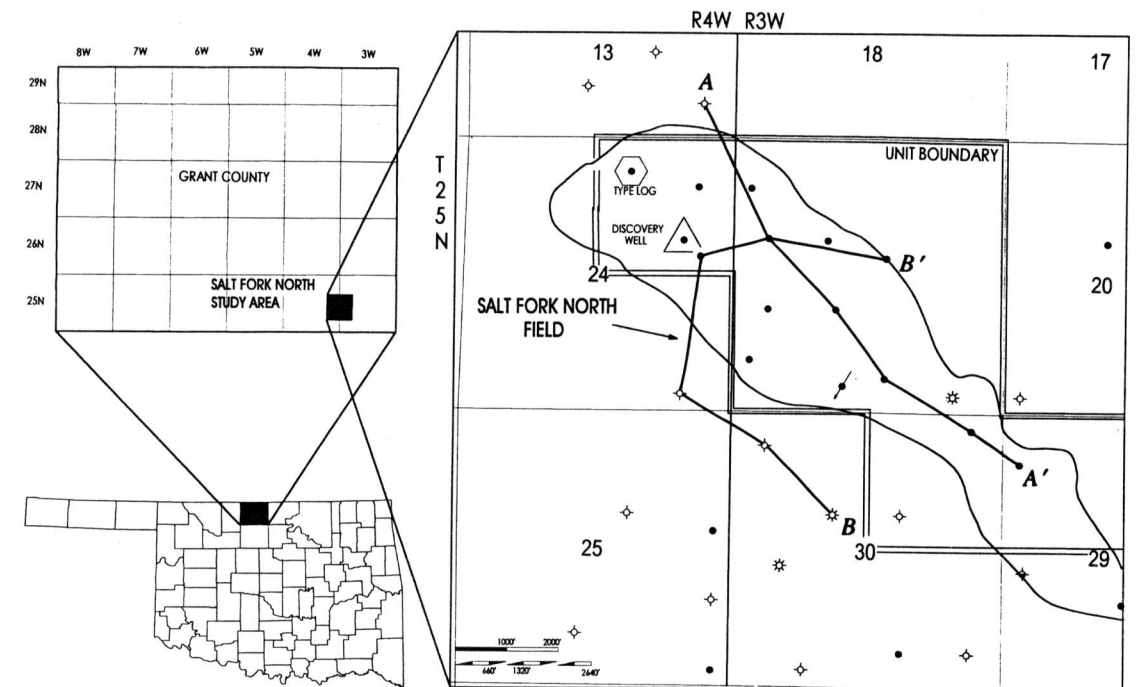 R4W R3W
8W 7W 6W 5W 4W 3W
29N
28N
27N
26N
25N
GRANT COUNTY
SALT FORK NORTH
STUDY AREA
T
2
5
N
13
18
17
A
UNIT BOUNDARY
TYPE LOG
DISCOVERY
WELL
B'
24
20
SALT FORK NORTH
FIELD
A'
B
25
30
29
1000' 2000'
660' 1320' 2640'